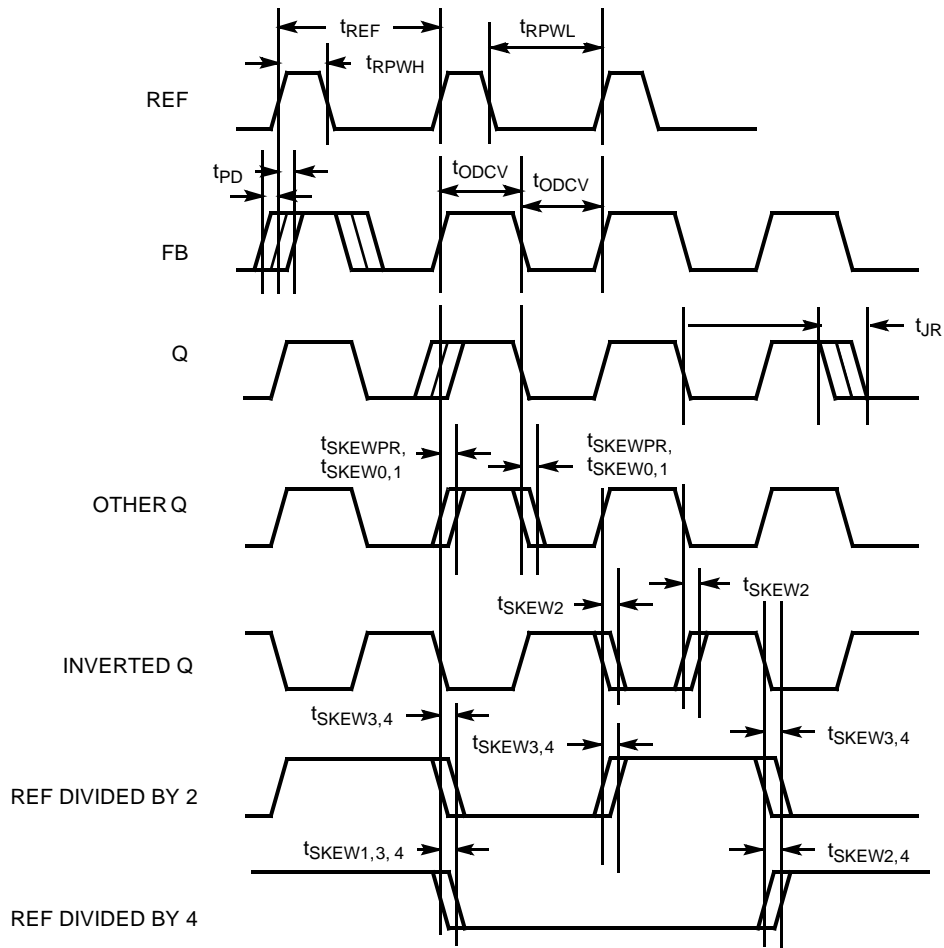 tREF
tRPWL
tRPWH
REF
tPD
tODCV
tODCV
FB
tJR
Q
tSKEWPR,
tSKEW0,1
tSKEWPR,
tSKEW0,1
OTHER Q
tSKEW2
tSKEW2
INVERTED Q
tSKEW3,4
tSKEW3,4
tSKEW3,4
REF DIVIDED BY 2
tSKEW1,3, 4
tSKEW2,4
REF DIVIDED BY 4